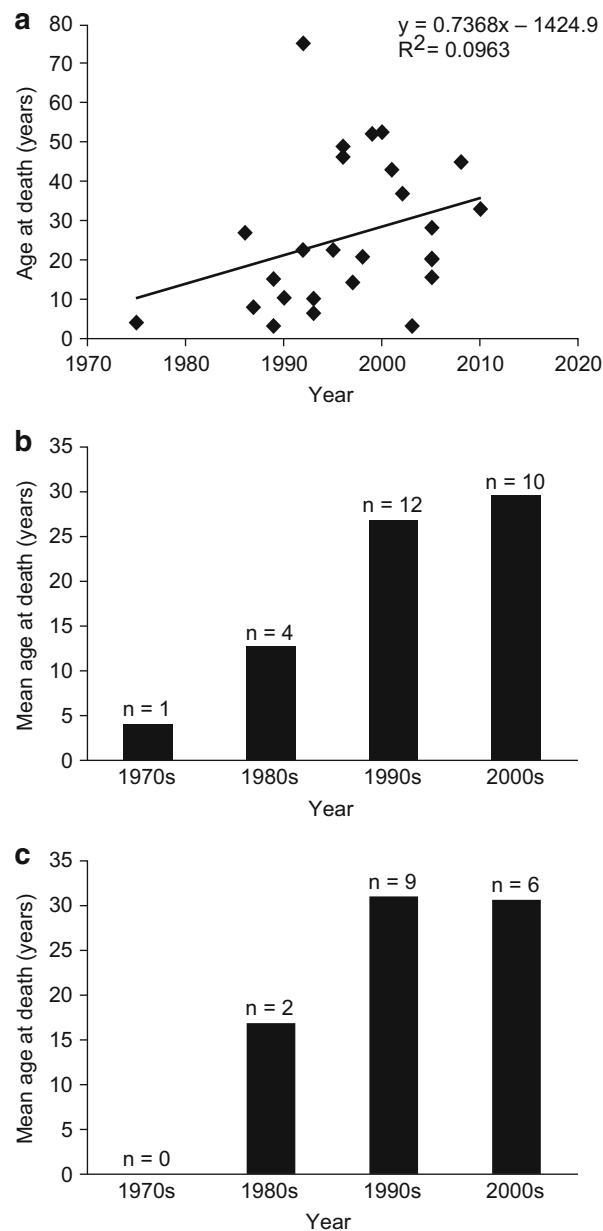 a
y = 0.7368x – 1424.9
R2 = 0.0963
Age at death (years)
80
70
60
50
40
30
20
10
0
1970 1980 1990 2000 2010 2020
Year
b
Mean age at death (years)
35
30
25
20
15
10
5
0
n = 1
n = 4
n = 12
n = 10
1970s 1980s 1990s 2000s
Year
c
Mean age at death (years)
35
30
25
20
15
10
5
0
n = 0
n = 2
n = 9
n = 6
1970s 1980s 1990s 2000s
Year